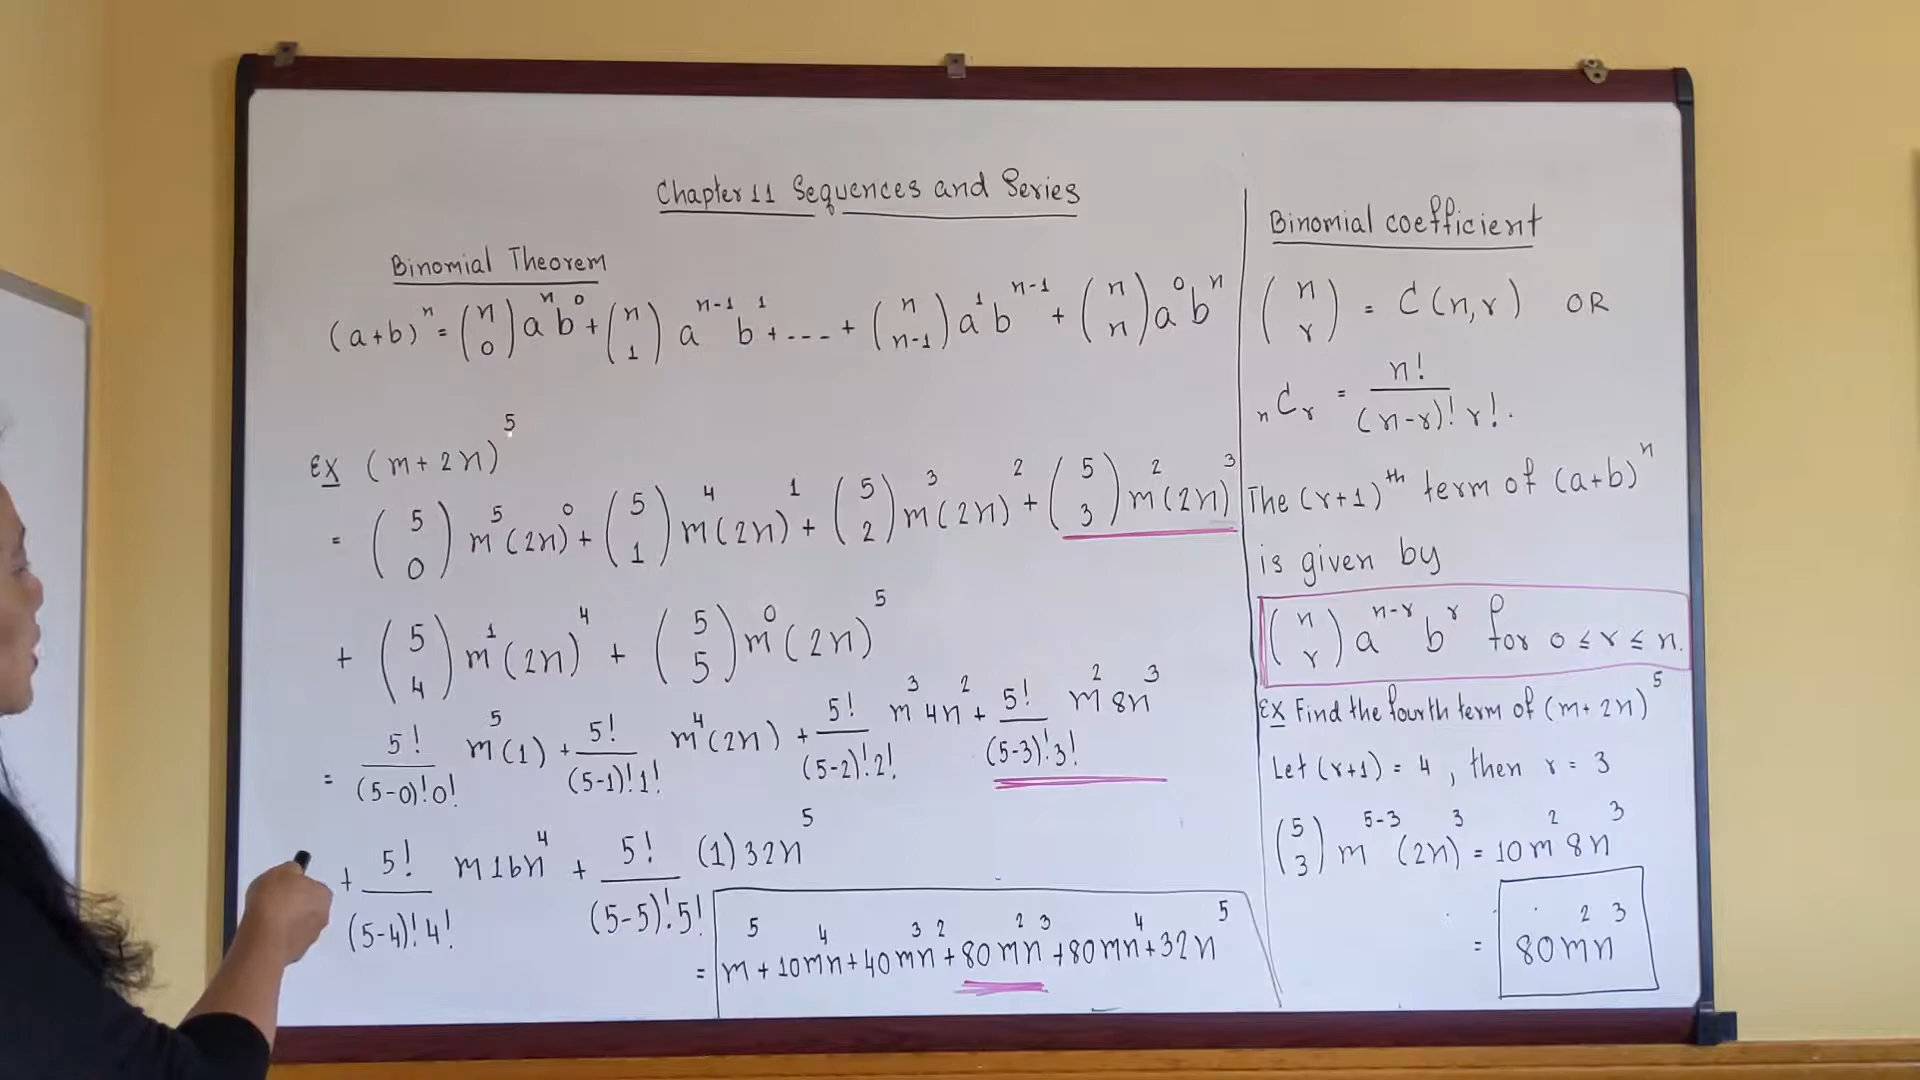 Chapter 11 Sequences and Series
Binomial Theorem
(a+b)^n = (n 0) a^n b^0 + (n 1) a^(n-1) b^1 + ---- + (n n-1) a^1 b^(n-1) + (n n) a^0 b^n
Ex (m+2n)^5
= (5 0) m^5 (2n)^0 + (5 1) m^4 (2n)^1 + (5 2) m^3 (2n)^2 + (5 3) m^2 (2n)^3
+ (5 4) m^1 (2n)^4 + (5 5) m^0 (2n)^5
= 5!/(5-0)!0! m^5 (1) + 5!/(5-1)!1! m^4 (2n) + 5!/(5-2)!2! m^3 4n^2 + 5!/(5-3)!3! m^2 8n^3
+ 5!/(5-4)!4! m 16n^4 + 5!/(5-5)!5! (1) 32n^5
= m^5 + 10m^4n + 40m^3n^2 + 80m^2n^3 + 80mn^4 + 32n^5
Binomial coefficient
(n r) = C(n,r) OR
nCr = n!/(n-r)! r!.
The (r+1)^th term of (a+b)^n
is given by
(n r) a^(n-r) b^r for 0 ≤ r ≤ n.
Ex Find the fourth term of (m+2n)^5
Let (r+1) = 4, then r = 3
(5 3) m^(5-3) (2n)^3 = 10m^2 8n^3
= 80m^2n^3